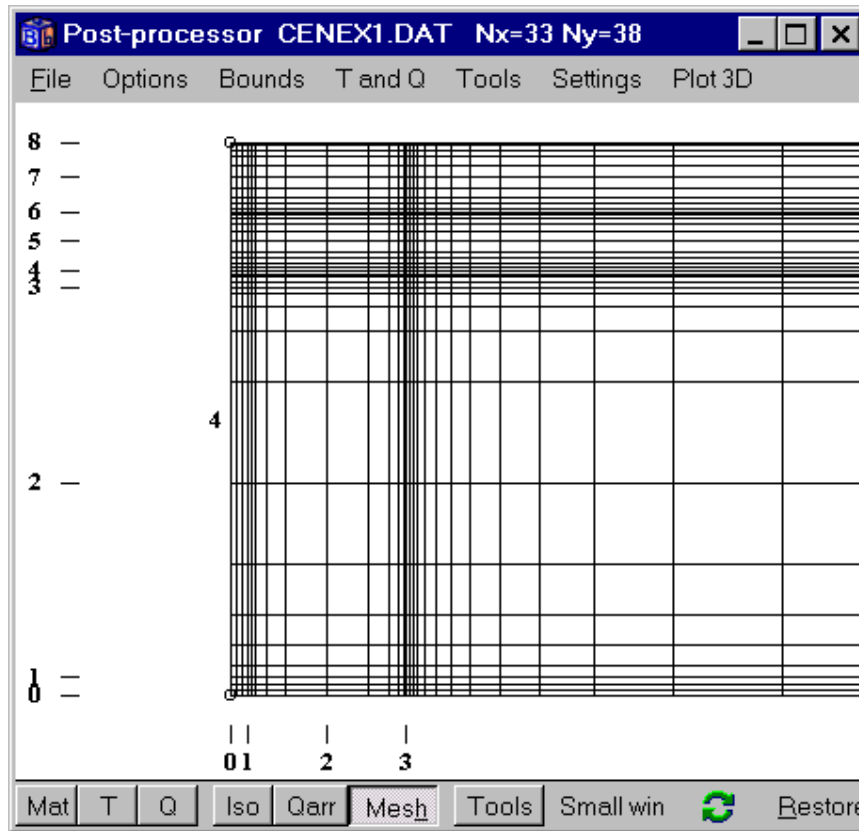 Post-processor CENEX1.DAT Nx=33 Ny=38
File Options Bounds T and Q Tools Settings Plot 3D
8
7
6
5
4
3
4
2
1
0
0 1 2 3
Mat T Q Iso Qarr Mesh Tools Small win Restore